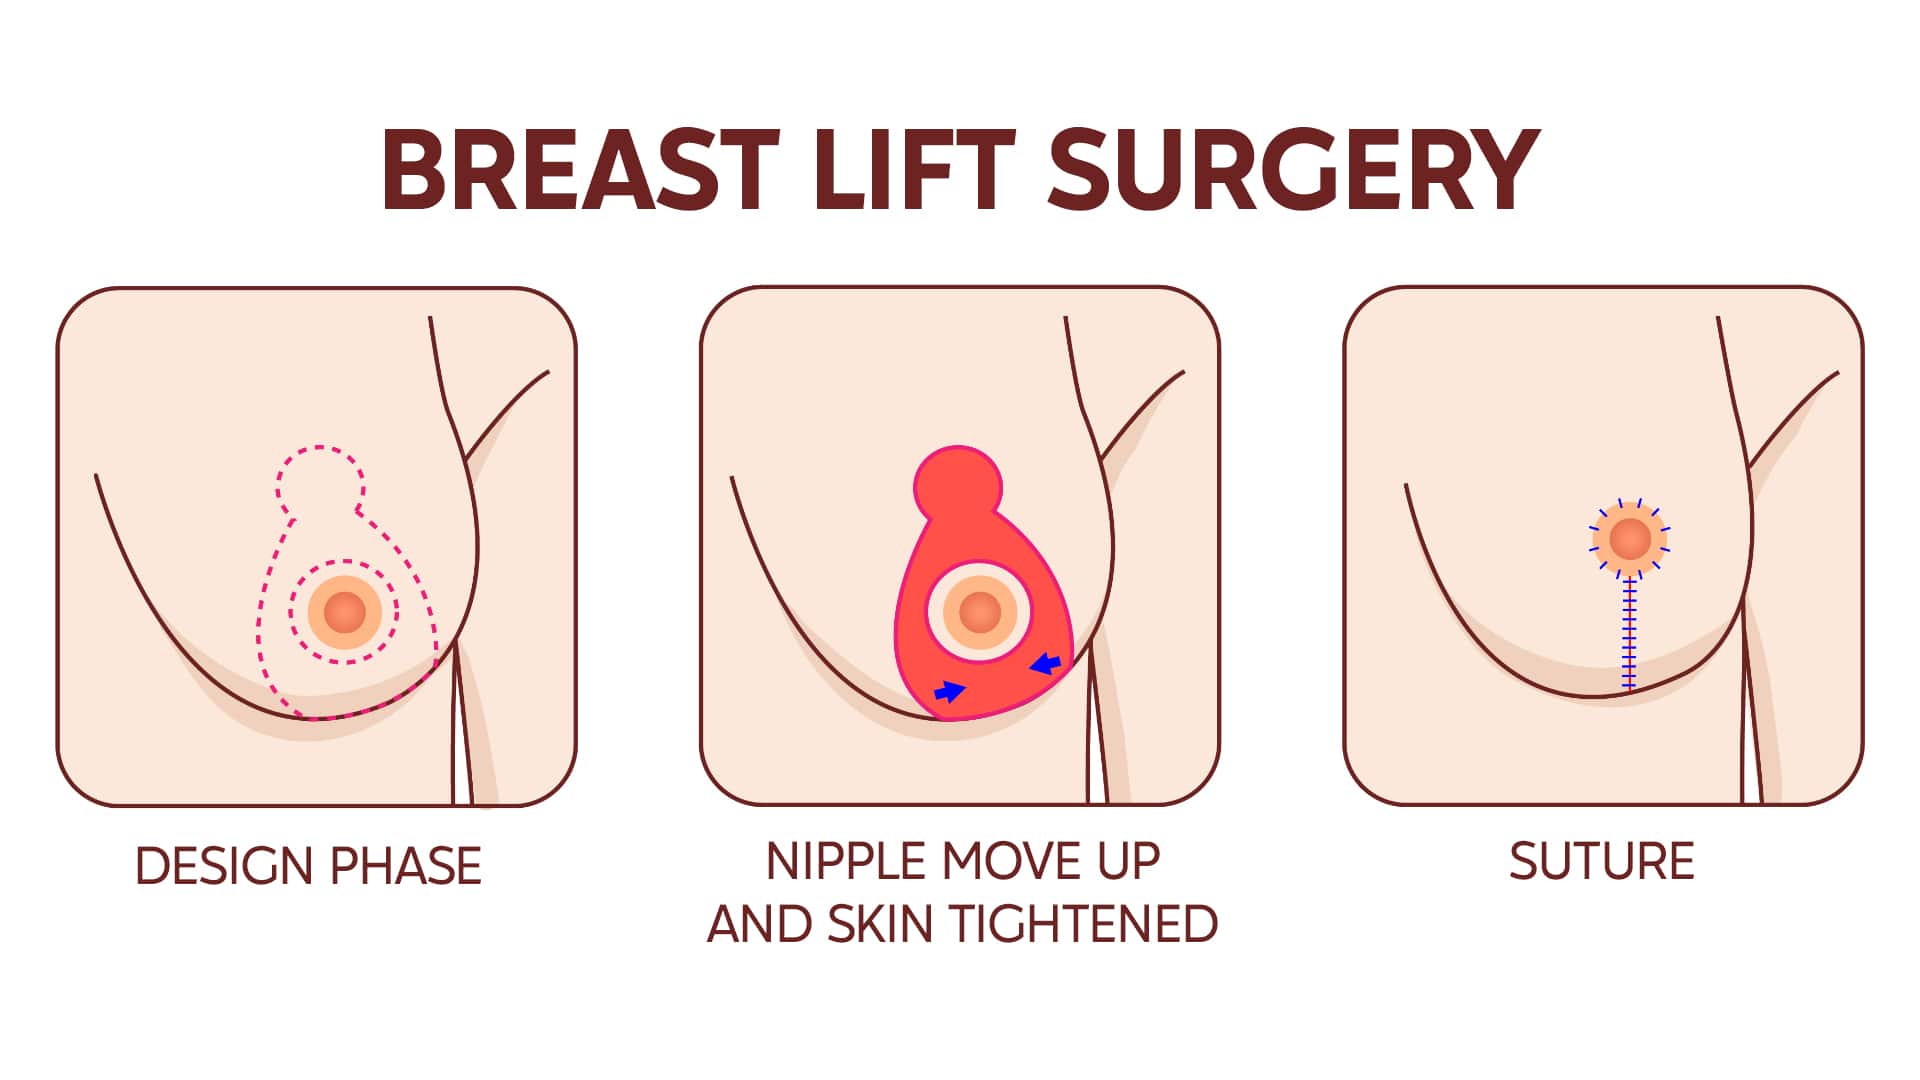 BREAST LIFT SURGERY
DESIGN PHASE
NIPPLE MOVE UP
AND SKIN TIGHTENED
SUTURE